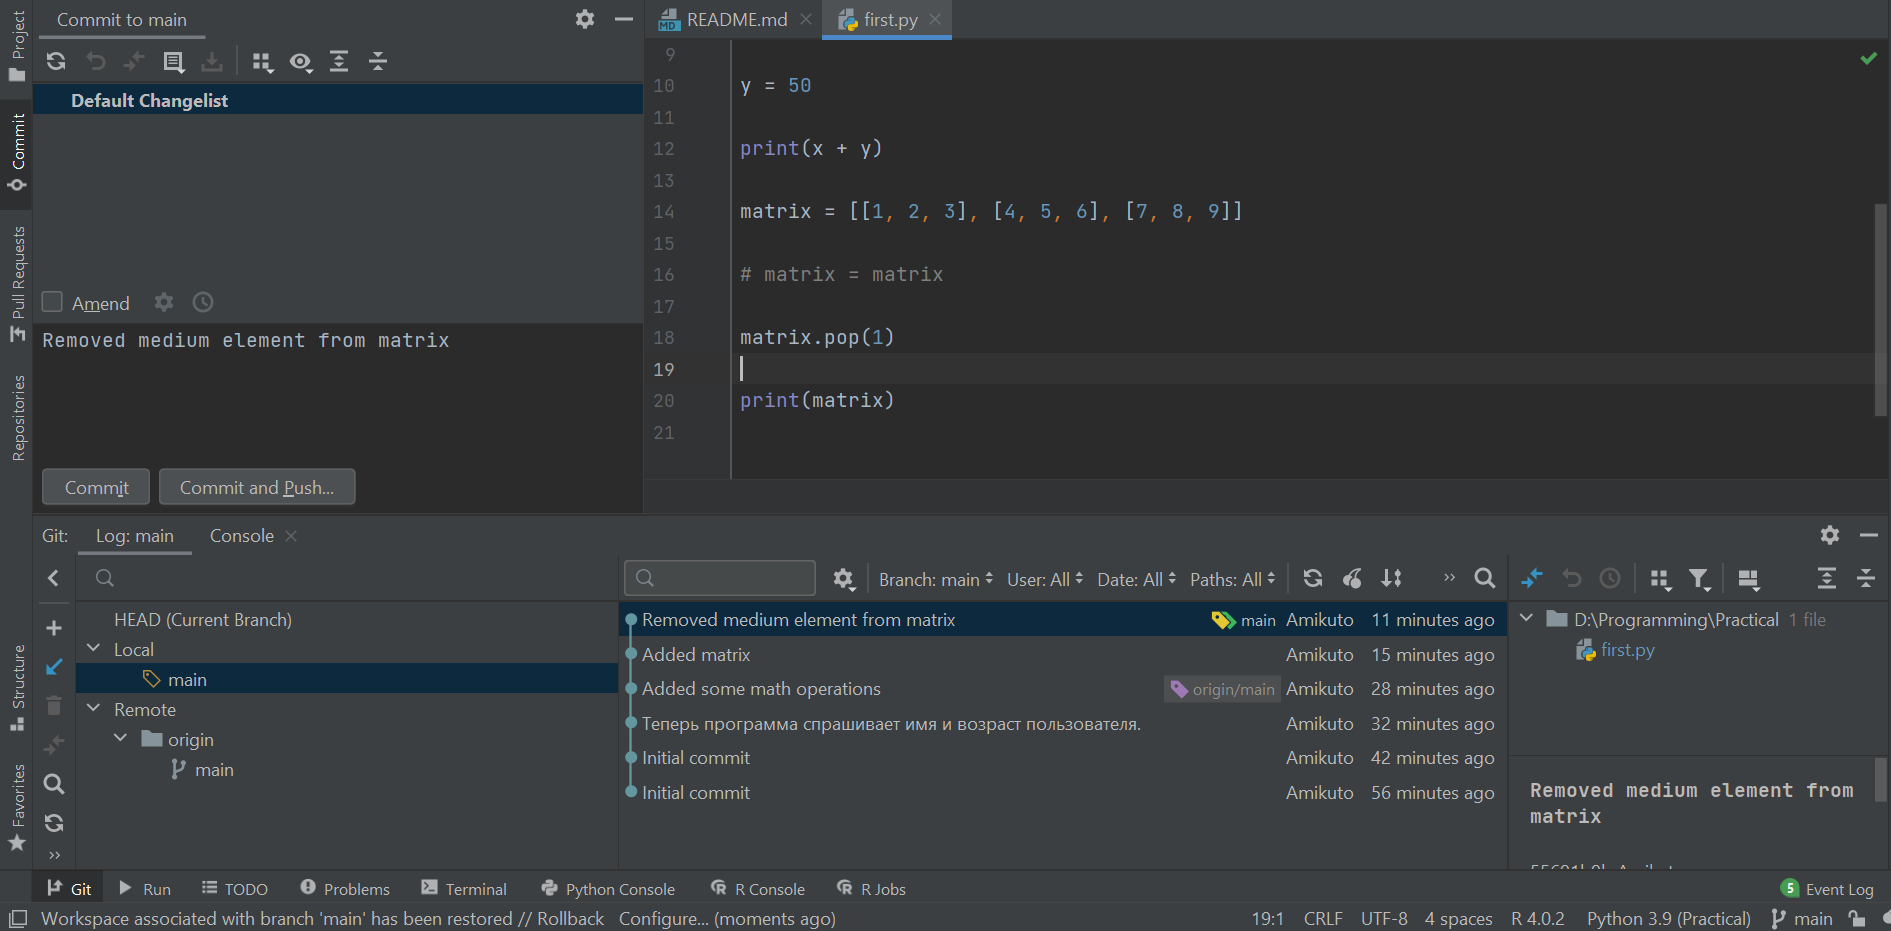 Project
Commit
Pull Requests
Repositories
Structure
Favorites
Commit to main
Default Changelist
Amend
Removed medium element from matrix
Commit
Commit and Push...
README.md
first.py
9
10 y = 50
11
12 print(x + y)
13
14 matrix = [[1, 2, 3], [4, 5, 6], [7, 8, 9]]
15
16 # matrix = matrix
17
18 matrix.pop(1)
19
20 print(matrix)
21
Git: Log: main Console
HEAD (Current Branch)
Local
main
Remote
origin
main
Branch: main User: All Date: All Paths: All
Removed medium element from matrix main Amikuto 11 minutes ago
Added matrix Amikuto 15 minutes ago
Added some math operations origin/main Amikuto 28 minutes ago
Теперь программа спрашивает имя и возраст пользователя. Amikuto 32 minutes ago
Initial commit Amikuto 42 minutes ago
Initial commit Amikuto 56 minutes ago
D:\Programming\Practical 1 file
first.py
Removed medium element from
matrix
Git Run TODO Problems Terminal Python Console R Console R Jobs 5 Event Log
Workspace associated with branch 'main' has been restored // Rollback Configure... (moments ago) 19:1 CRLF UTF-8 4 spaces R 4.0.2 Python 3.9 (Practical) main